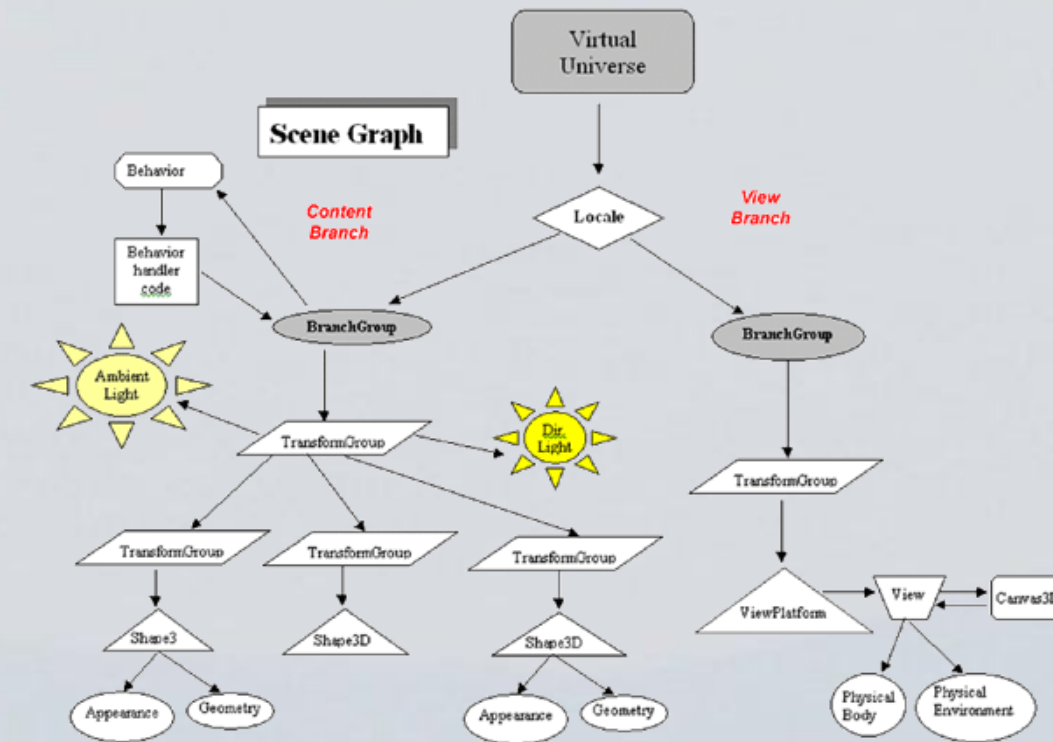 Virtual
Universe
Scene Graph
Behavior
Content
Branch
View
Branch
Locale
Behavior
handler
code
BranchGroup
BranchGroup
Ambient
Light
TransformGroup
Dir
Light
TransformGroup
TransformGroup
TransformGroup
TransformGroup
ViewPlatform
View
Canvas3D
Shape3
Shape3D
Shape3D
Appearance
Geometry
Appearance
Geometry
Physical
Body
Physical
Environment